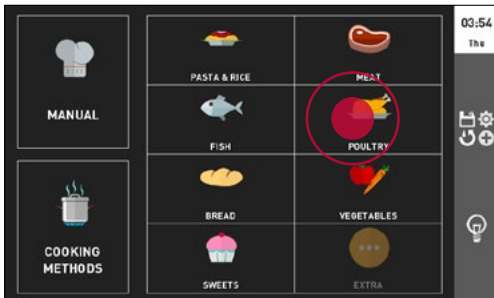 03:54
Thu
MANUAL
PASTA & RICE
MEAT
FISH
POULTRY
BREAD
VEGETABLES
COOKING
METHODS
SWEETS
EXTRA